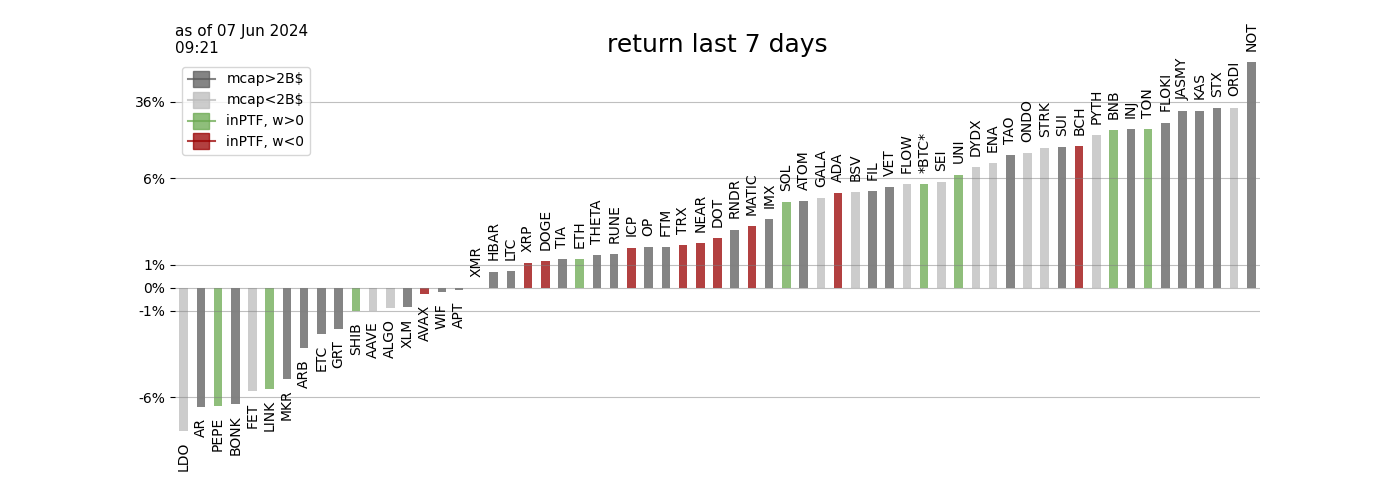 as of 07 Jun 2024
09:21
return last 7 days
mcap>2B$
mcap<2B$
inPTF, w>0
inPTF, w<0
36%
6%
1%
0%
-1%
-6%
LDO
AR
PEPE
BONK
FET
LINK
MKR
ARB
ETC
GRT
SHIB
AAVE
ALGO
XLM
AVAX
WIF
APT
XMR
HBAR
LTC
XRP
DOGE
TIA
ETH
THETA
RUNE
ICP
OP
FTM
TRX
NEAR
DOT
RNDR
MATIC
IMX
SOL
ATOM
GALA
ADA
BSV
FIL
VET
FLOW
*BTC*
SEI
UNI
DYDX
ENA
TAO
ONDO
STRK
SUI
BCH
PYTH
BNB
INJ
TON
FLOKI
JASMY
KAS
STX
ORDI
NOT